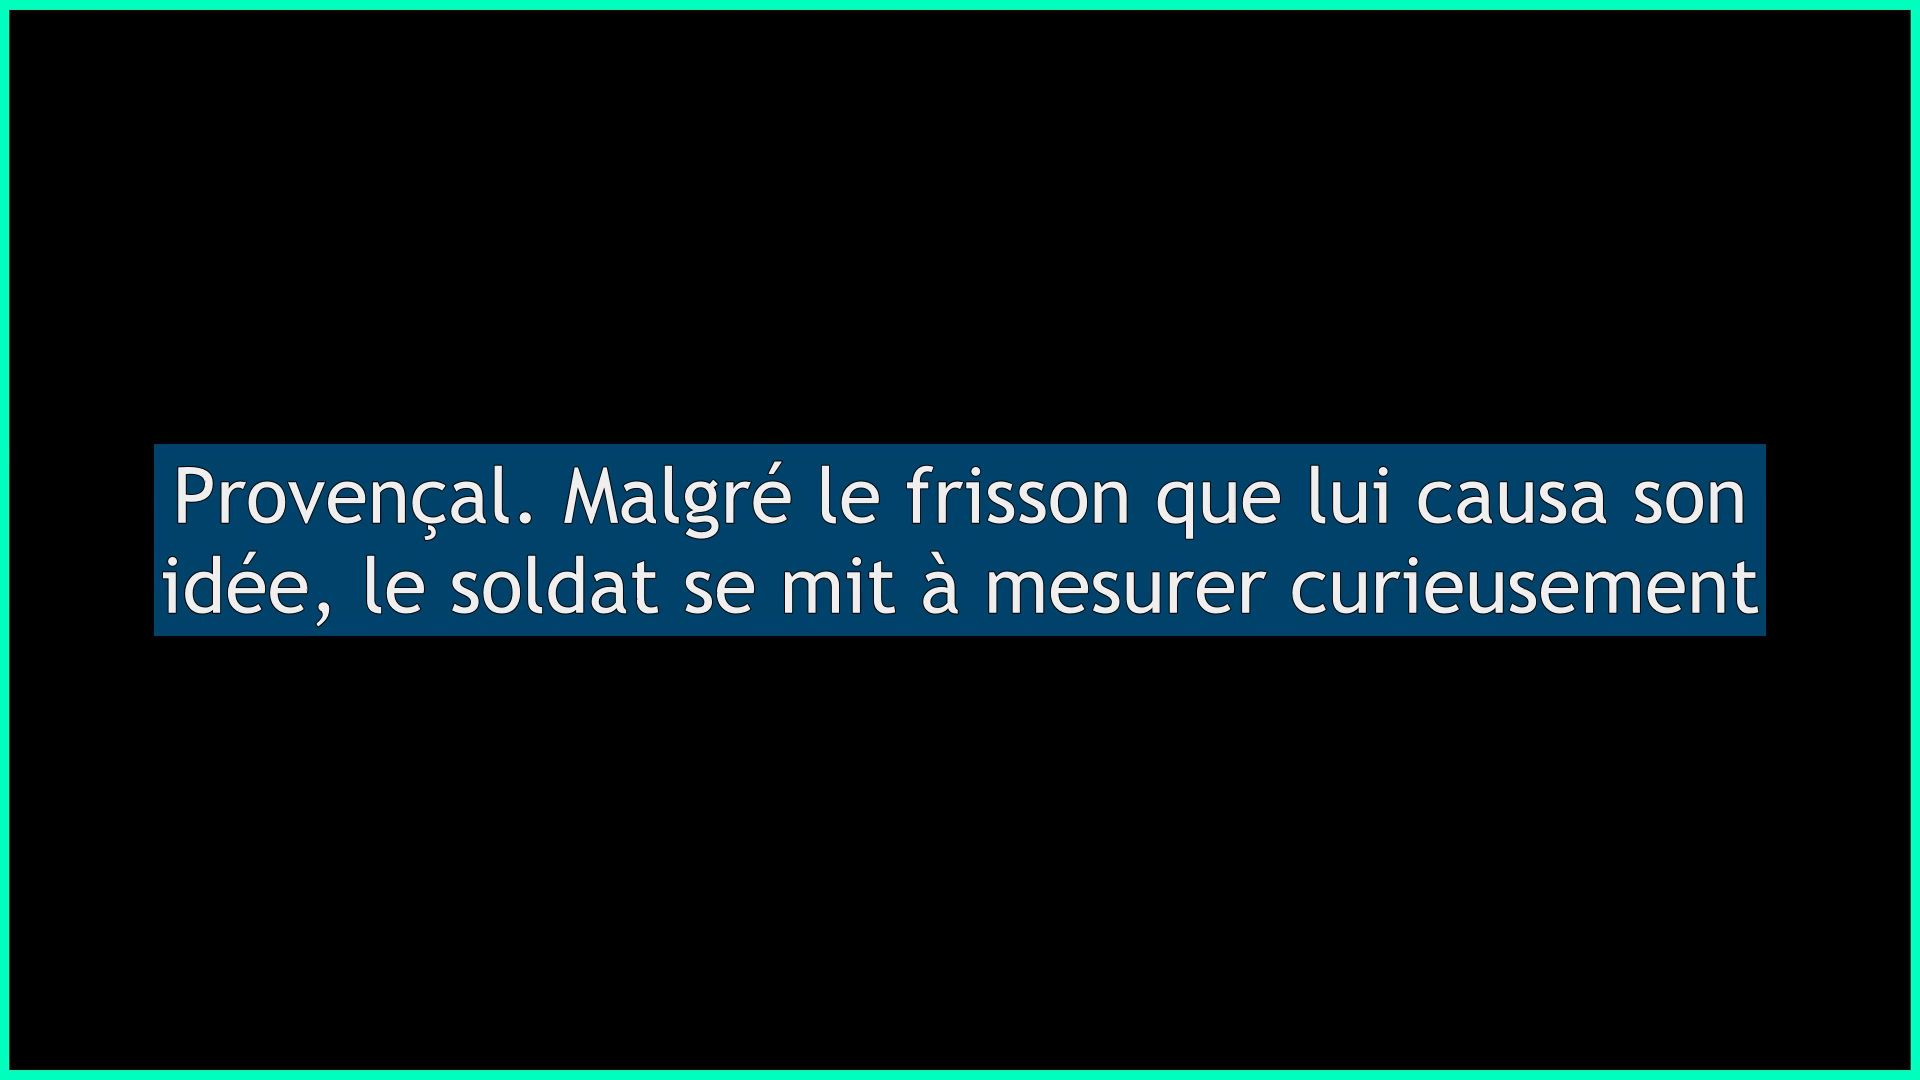 Provençal. Malgré le frisson que lui causa son
idée, le soldat se mit à mesurer curieusement